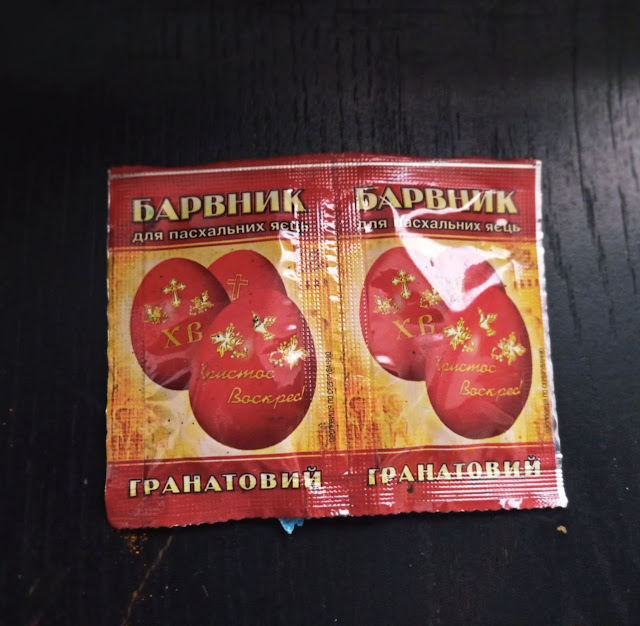 БАРВНИК
для пасхальних яєць
ХВ
Христос
Воскрес!
ГРАНАТОВИЙ
БАРВНИК
для пасхальних яєць
ХВ
Христос
Воскрес!
ГРАНАТОВИЙ